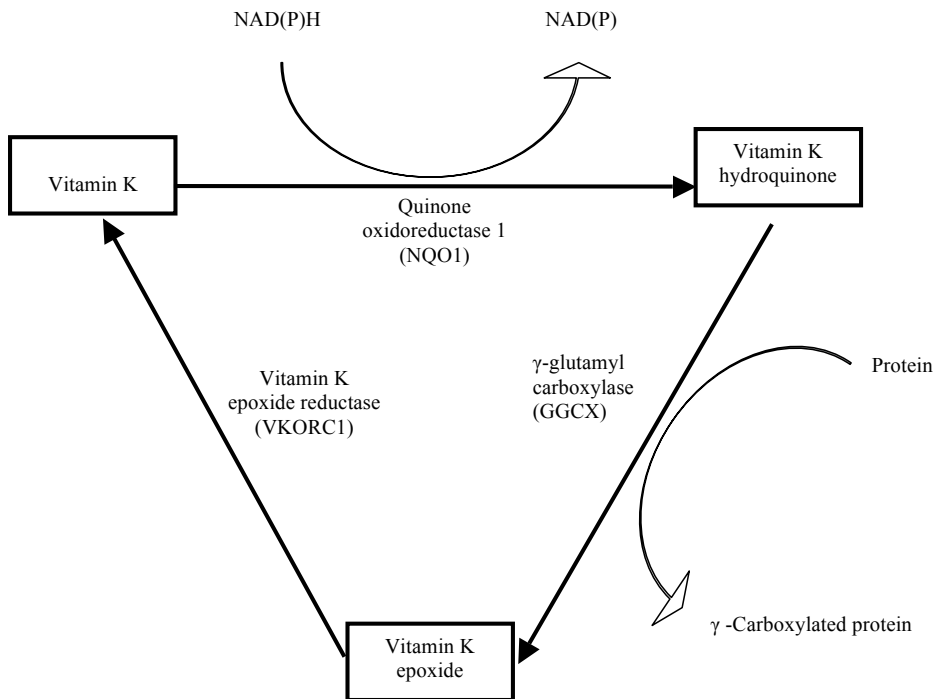 NAD(P)H
NAD(P)
Vitamin K
Vitamin K
hydroquinone
Quinone
oxidoreductase 1
(NQO1)
γ-glutamyl
carboxylase
(GGCX)
Protein
Vitamin K
epoxide reductase
(VKORC1)
γ -Carboxylated protein
Vitamin K
epoxide